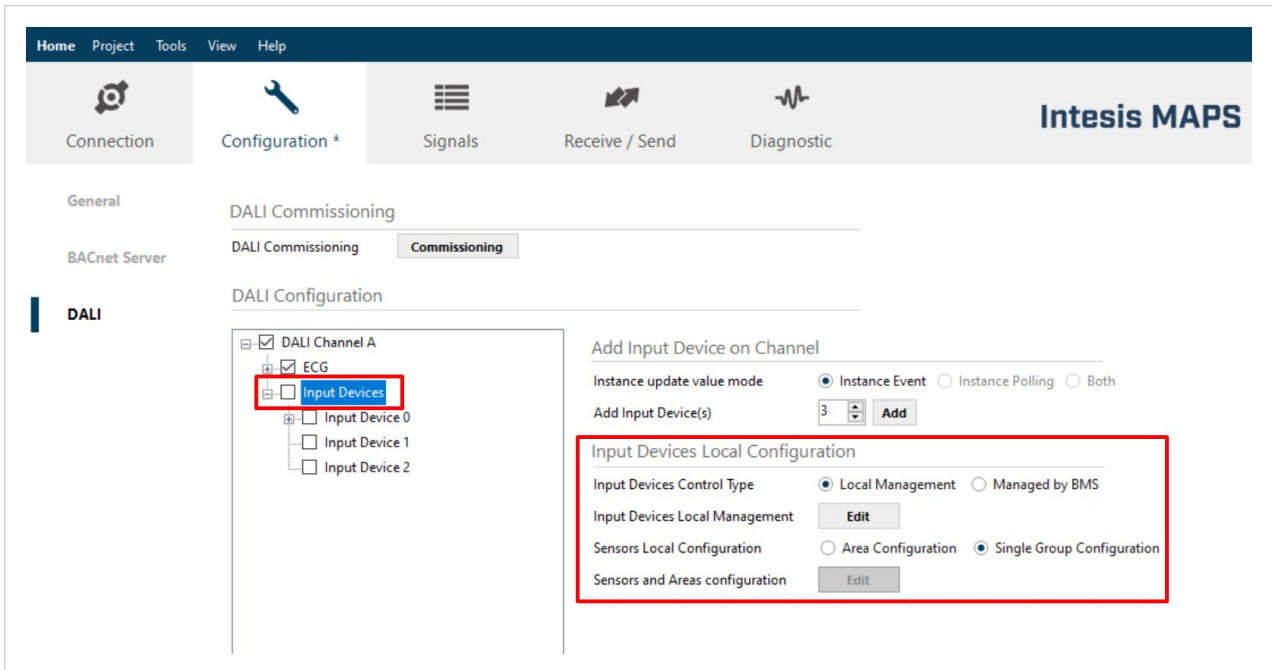 Home Project Tools View Help
Connection
Configuration *
Signals
Receive / Send
Diagnostic
Intesis MAPS
General
BACnet Server
DALI
DALI Commissioning
DALI Commissioning Commissioning
DALI Configuration
DALI Channel A
ECG
Input Devices
Input Device 0
Input Device 1
Input Device 2
Add Input Device on Channel
Instance update value mode Instance Event Instance Polling Both
Add Input Device(s) 3 Add
Input Devices Local Configuration
Input Devices Control Type Local Management Managed by BMS
Input Devices Local Management Edit
Sensors Local Configuration Area Configuration Single Group Configuration
Sensors and Areas configuration Edit